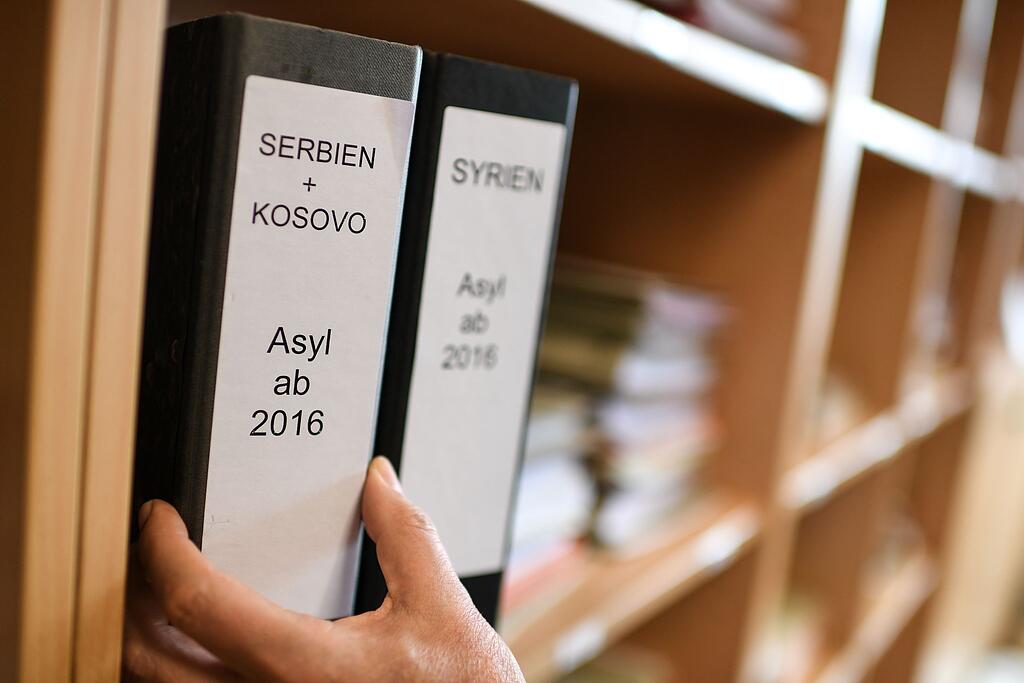 SERBIEN
+
KOSOVO
Asyl
ab
2016
SYRIEN
Asyl
ab
2016